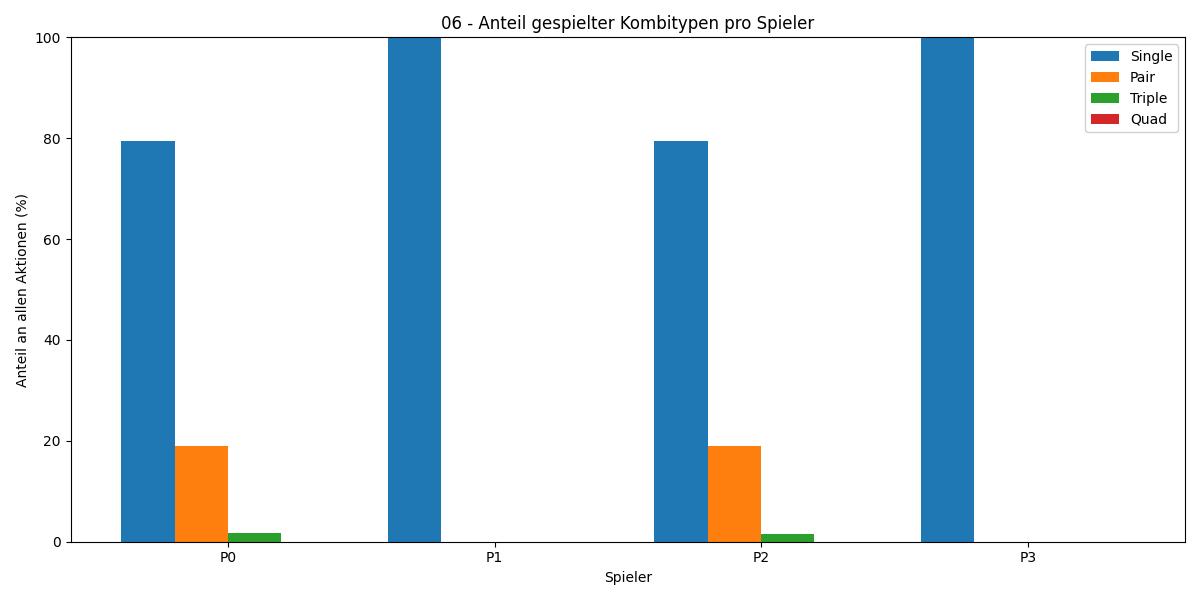 06 - Anteil gespielter Kombitypen pro Spieler
Anteil an allen Aktionen (%)
100
80
60
40
20
0
Single
Pair
Triple
Quad
P0
P1
P2
P3
Spieler